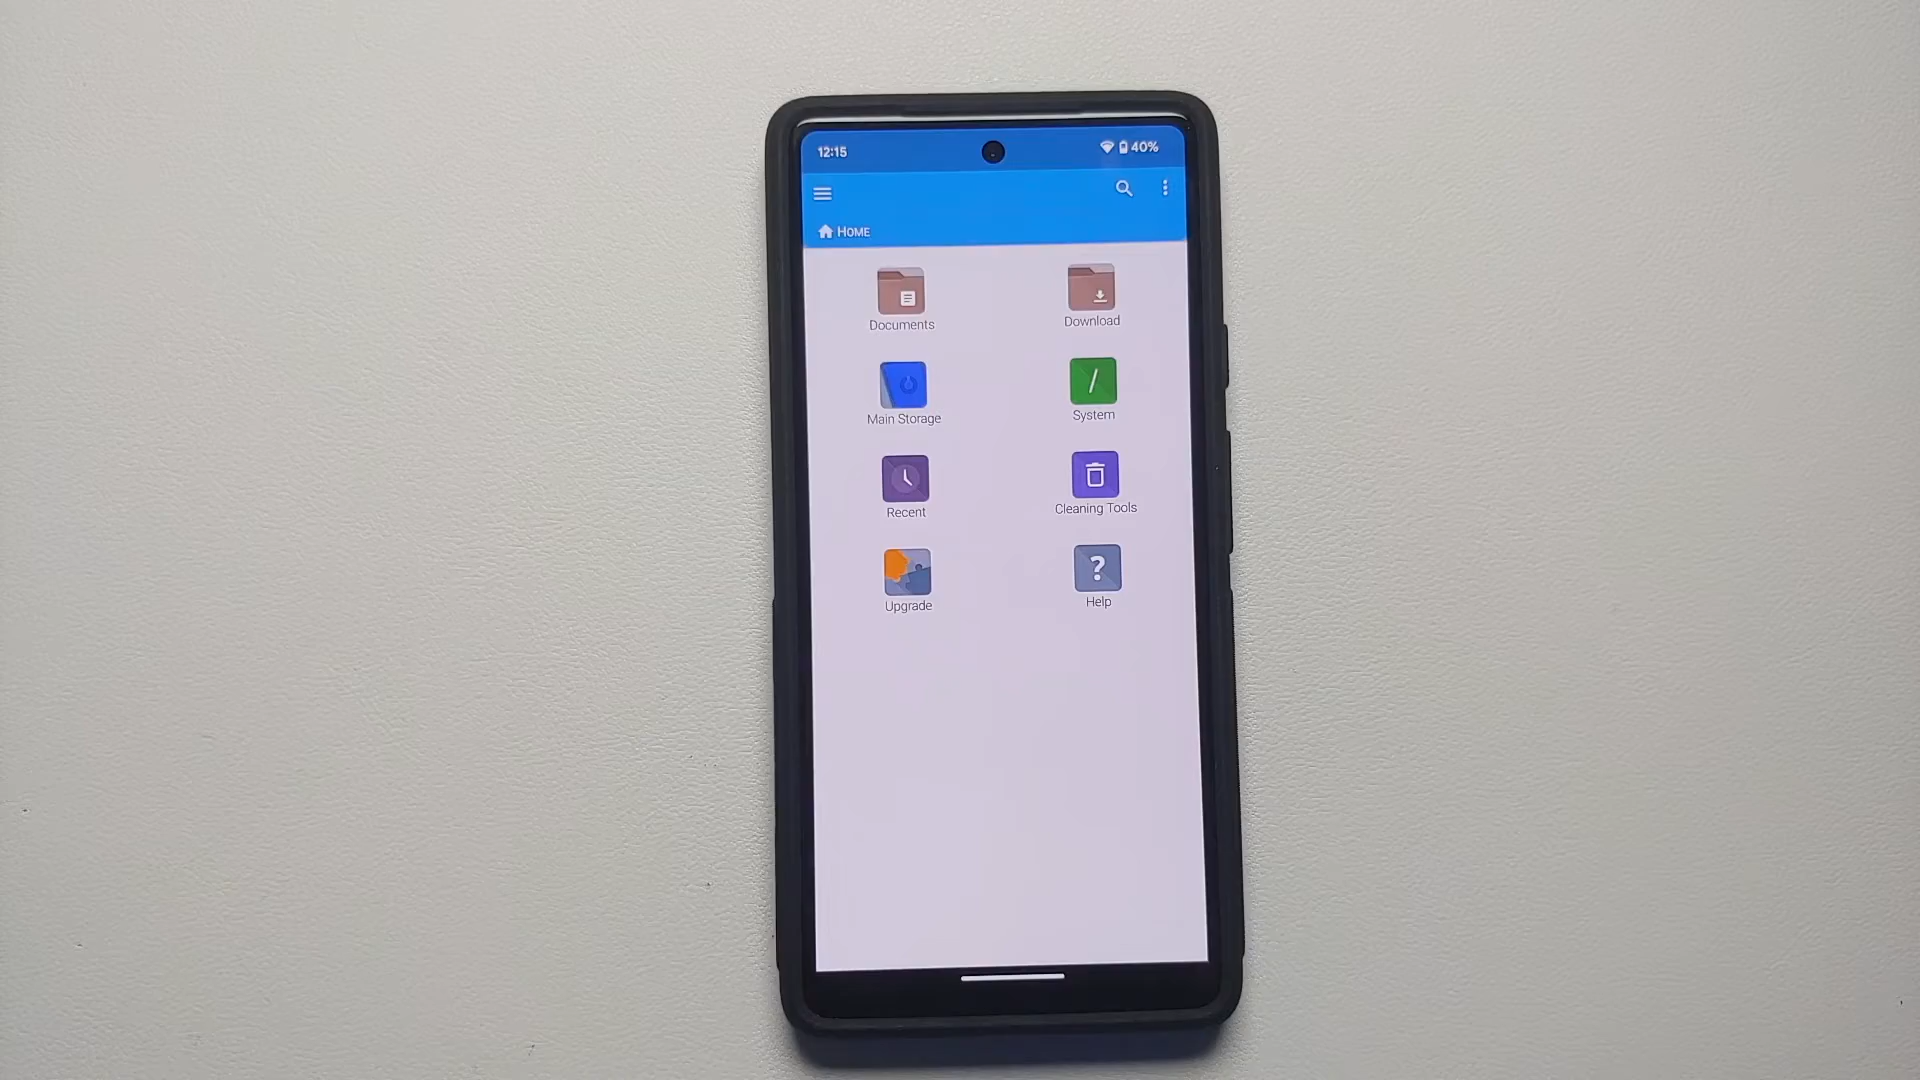 12:15 40%
HOME
Documents Download
/
Main Storage System
Recent Cleaning Tools
?
Upgrade Help